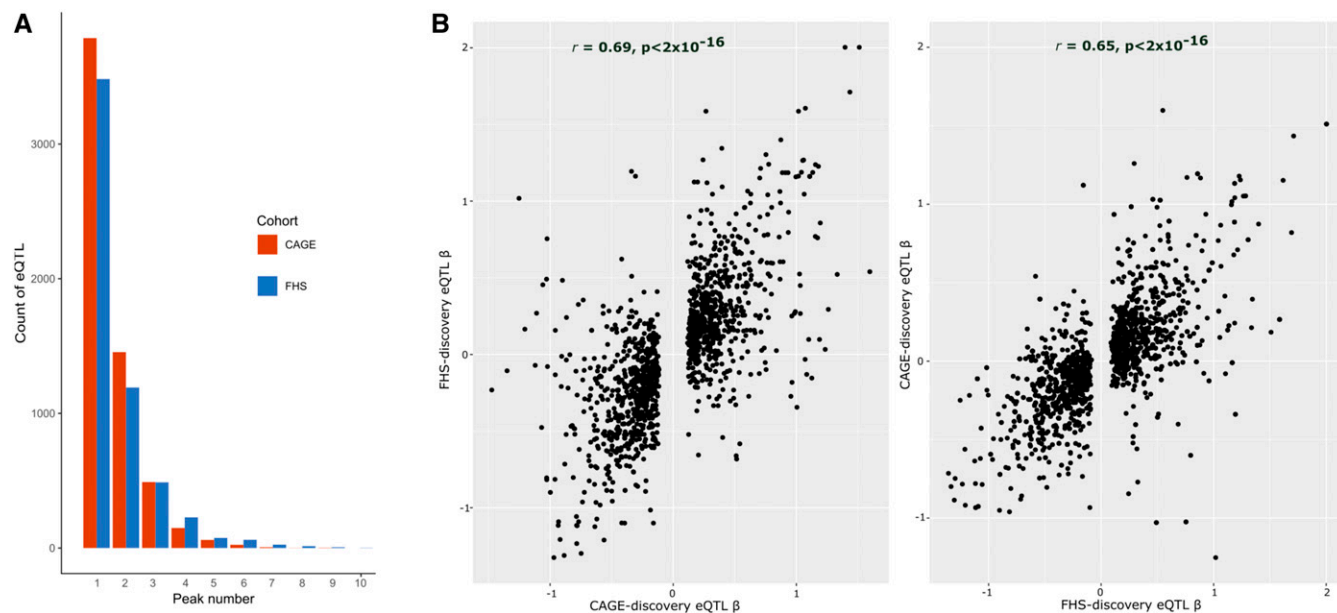 A
Count of eQTL
3000
2000
1000
0
Cohort
CAGE
FHS
1 2 3 4 5 6 7 8 9 10
Peak number
B
r = 0.69, p<2x10^-16
FHS-discovery eQTL β
2
1
0
-1
-1 0 1
CAGE-discovery eQTL β
r = 0.65, p<2x10^-16
CAGE-discovery eQTL β
2
1
0
-1
-1 0 1 2
FHS-discovery eQTL β